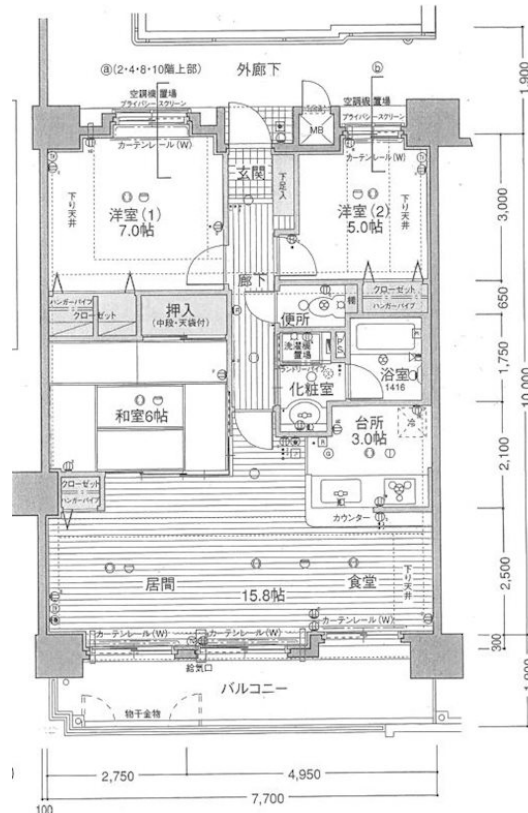 ⓐ(2・4・8・10階上部)
外廊下
ⓑ
空調機置場
プライバシースクリーン
カーテンレール(W)
玄関
下足入
MB
空調機置場
プライバシースクリーン
カーテンレール(W)
下り天井
洋室(1)
7.0帖
洋室(2)
5.0帖
下り天井
廊下
ハンガーパイプ
クローゼット
押入
(中段・天袋付)
便所
棚
クローゼット
ハンガーパイプ
洗濯機
置場
PS
ランドリーパイプ
化粧室
浴室
1416
和室6帖
台所
3.0帖
冷
クローゼット
ハンガーパイプ
カウンター
居間
食堂
15.8帖
下り天井
カーテンレール(W)
カーテンレール(W)
カーテンレール(W)
給気口
バルコニー
物干金物
1,900
3,000
650
1,750
10,000
2,100
2,500
300
1,900
2,750
4,950
7,700
100